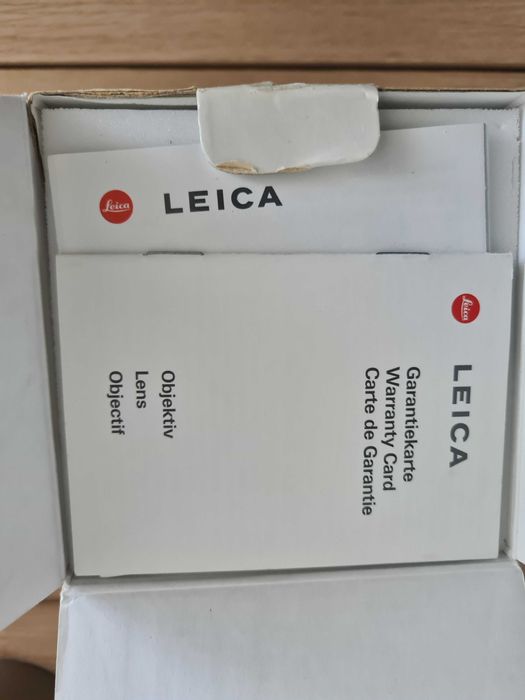 Leica
LEICA
Leica
LEICA
Garantiekarte
Warranty Card
Carte de Garantie
Objektiv
Lens
Objectif